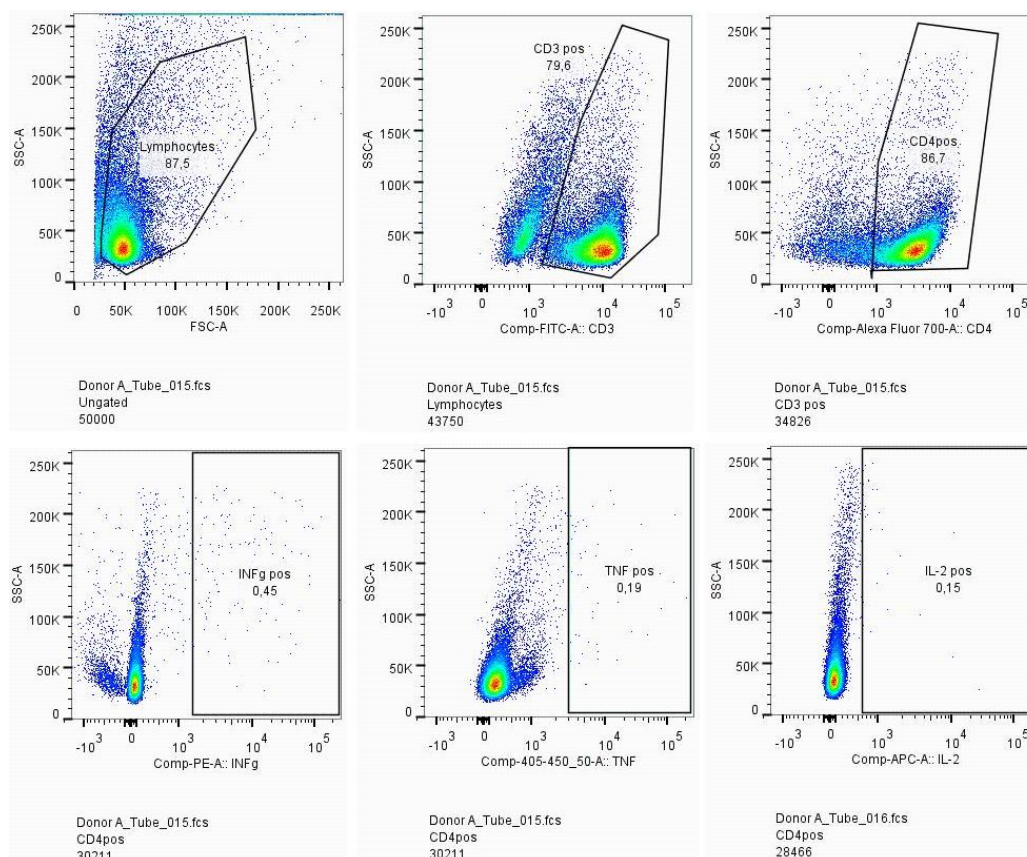 250K
200K
150K
100K
50K
0
SSC-A
Lymphocytes
87,5
0 50K 100K 150K 200K 250K
FSC-A
Donor A_Tube_015.fcs
Ungated
50000
250K
200K
150K
100K
50K
0
SSC-A
CD3 pos
79,6
-10^3 0 10^3 10^4 10^5
Comp-FITC-A:: CD3
Donor A_Tube_015.fcs
Lymphocytes
43750
250K
200K
150K
100K
50K
0
SSC-A
CD4pos
86,7
-10^3 0 10^3 10^4 10^5
Comp-Alexa Fluor 700-A:: CD4
Donor A_Tube_015.fcs
CD3 pos
34826
250K
200K
150K
100K
50K
0
SSC-A
INFg pos
0,45
-10^3 0 10^3 10^4 10^5
Comp-PE-A:: INFg
Donor A_Tube_015.fcs
CD4pos
30211
250K
200K
150K
100K
50K
0
SSC-A
TNF pos
0,19
-10^3 0 10^3 10^4 10^5
Comp-405-450_50-A:: TNF
Donor A_Tube_015.fcs
CD4pos
30211
250K
200K
150K
100K
50K
0
SSC-A
IL-2 pos
0,15
-10^3 0 10^3 10^4 10^5
Comp-APC-A:: IL-2
Donor A_Tube_016.fcs
CD4pos
28466